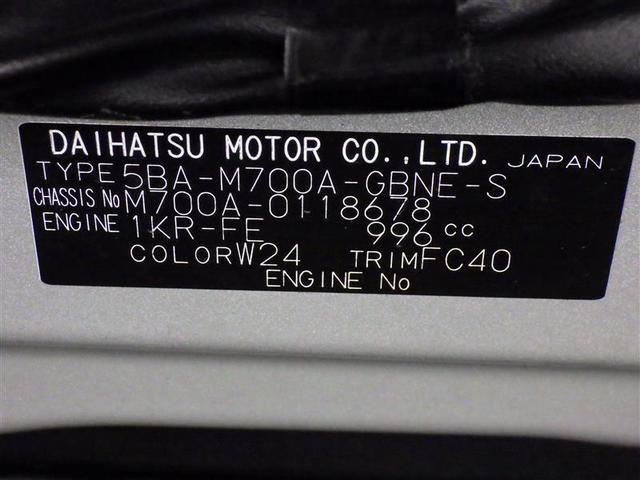 DAIHATSU MOTOR CO.,LTD. JAPAN
TYPE 5BA-M700A-GBNE-S
CHASSIS No M700A-0118678
ENGINE 1KR-FE 996 cc
COLOR W24 TRIM FC40
ENGINE No